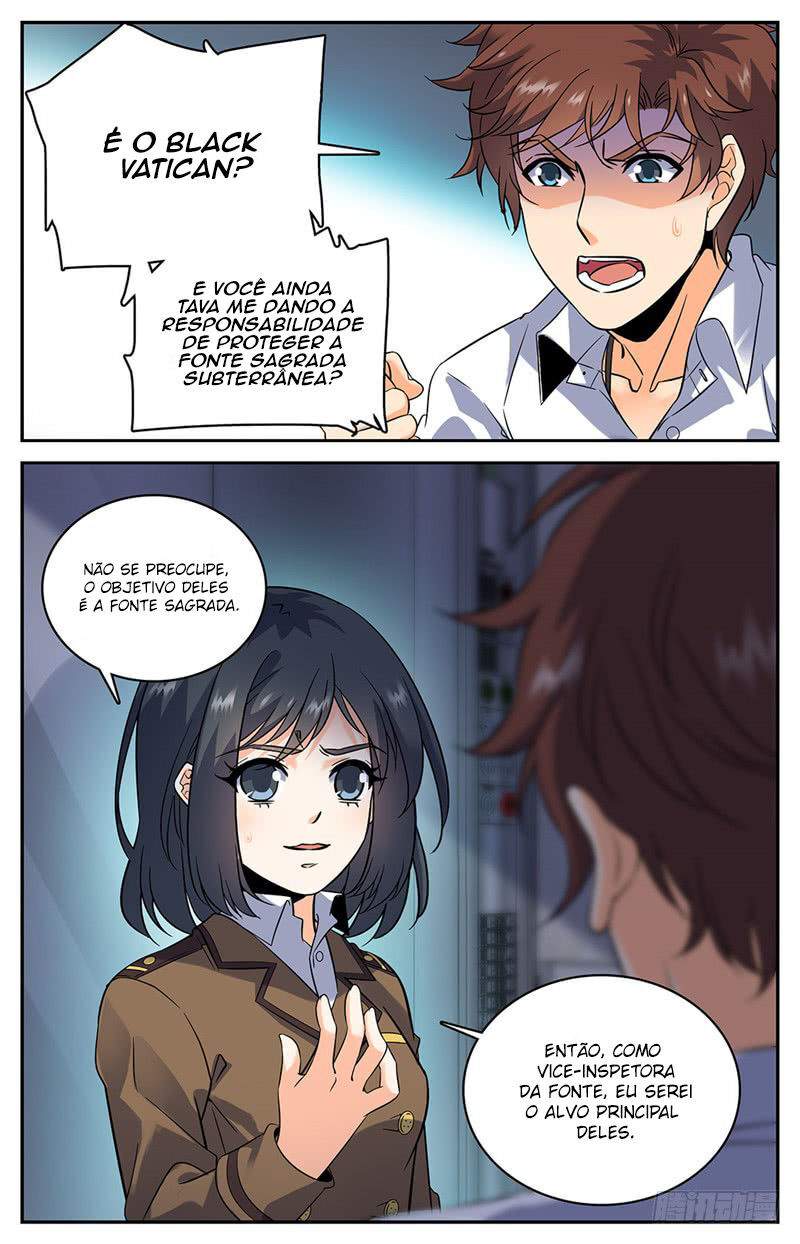 É O BLACK
VATICAN?
E VOCÊ AINDA
TAVA ME DANDO A
RESPONSABILIDADE
DE PROTEGER A
FONTE SAGRADA
SUBTERRÂNEA?
NÃO SE PREOCUPE,
O OBJETIVO DELES
É A FONTE SAGRADA.
ENTÃO, COMO
VICE-INSPETORA
DA FONTE, EU SEREI
O ALVO PRINCIPAL
DELES.